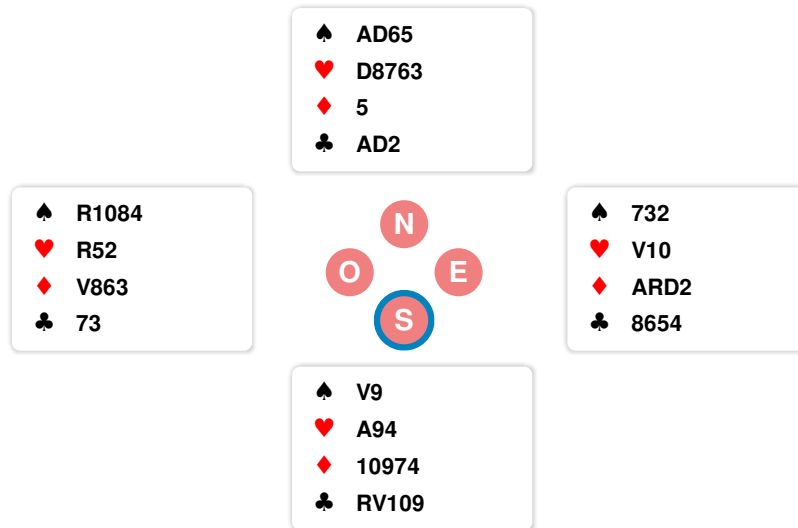 ♠ AD65
♥ D8763
♦ 5
♣ AD2
♠ R1084
♥ R52
♦ V863
♣ 73
N
O E
S
♠ 732
♥ V10
♦ ARD2
♣ 8654
♠ V9
♥ A94
♦ 10974
♣ RV109